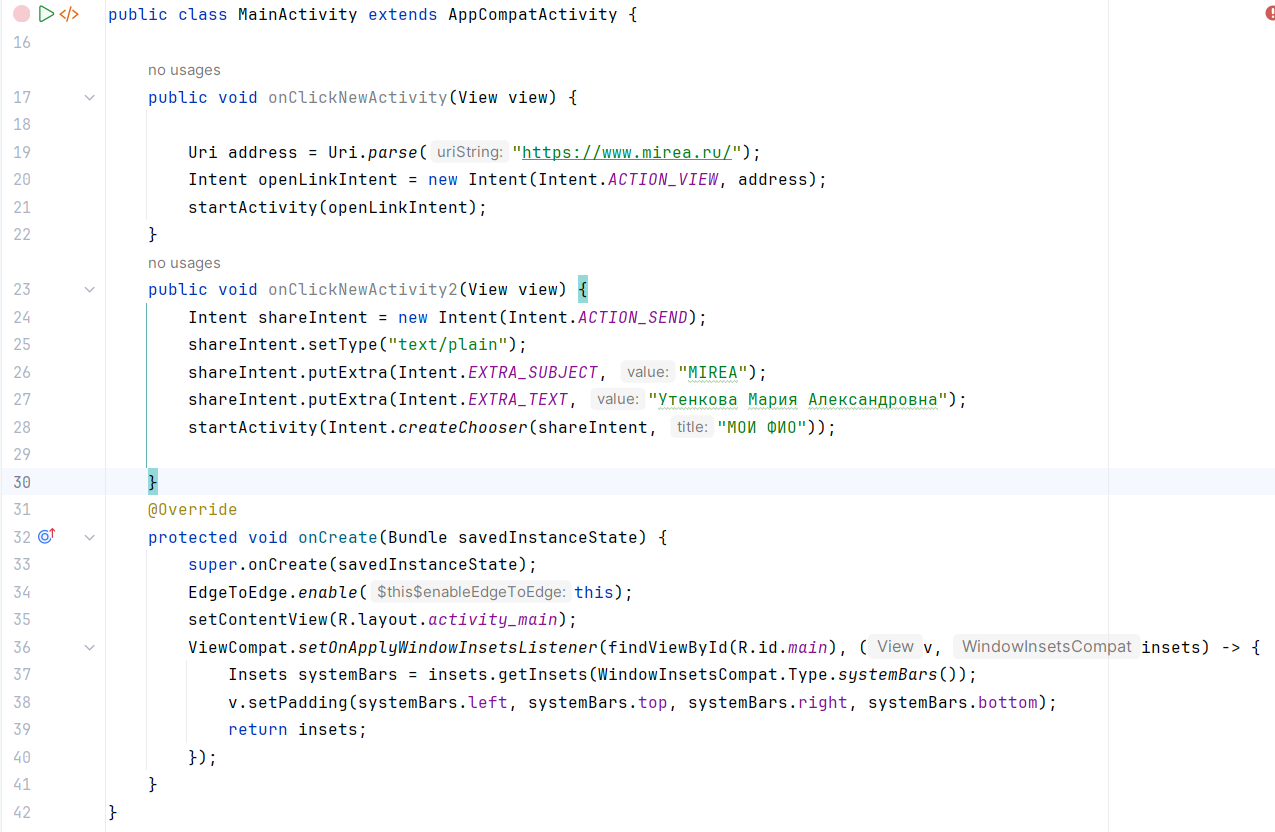 public class MainActivity extends AppCompatActivity {
16
no usages
17 public void onClickNewActivity(View view) {
18
19 Uri address = Uri.parse( uriString: "https://www.mirea.ru/");
20 Intent openLinkIntent = new Intent(Intent.ACTION_VIEW, address);
21 startActivity(openLinkIntent);
22 }
no usages
23 public void onClickNewActivity2(View view) {
24 Intent shareIntent = new Intent(Intent.ACTION_SEND);
25 shareIntent.setType("text/plain");
26 shareIntent.putExtra(Intent.EXTRA_SUBJECT, value: "MIREA");
27 shareIntent.putExtra(Intent.EXTRA_TEXT, value: "Утенкова Мария Александровна");
28 startActivity(Intent.createChooser(shareIntent, title: "МОИ ФИО"));
29
30 }
31 @Override
32 protected void onCreate(Bundle savedInstanceState) {
33 super.onCreate(savedInstanceState);
34 EdgeToEdge.enable( $this$enableEdgeToEdge: this);
35 setContentView(R.layout.activity_main);
36 ViewCompat.setOnApplyWindowInsetsListener(findViewById(R.id.main), ( View v, WindowInsetsCompat insets) -> {
37 Insets systemBars = insets.getInsets(WindowInsetsCompat.Type.systemBars());
38 v.setPadding(systemBars.left, systemBars.top, systemBars.right, systemBars.bottom);
39 return insets;
40 });
41 }
42 }